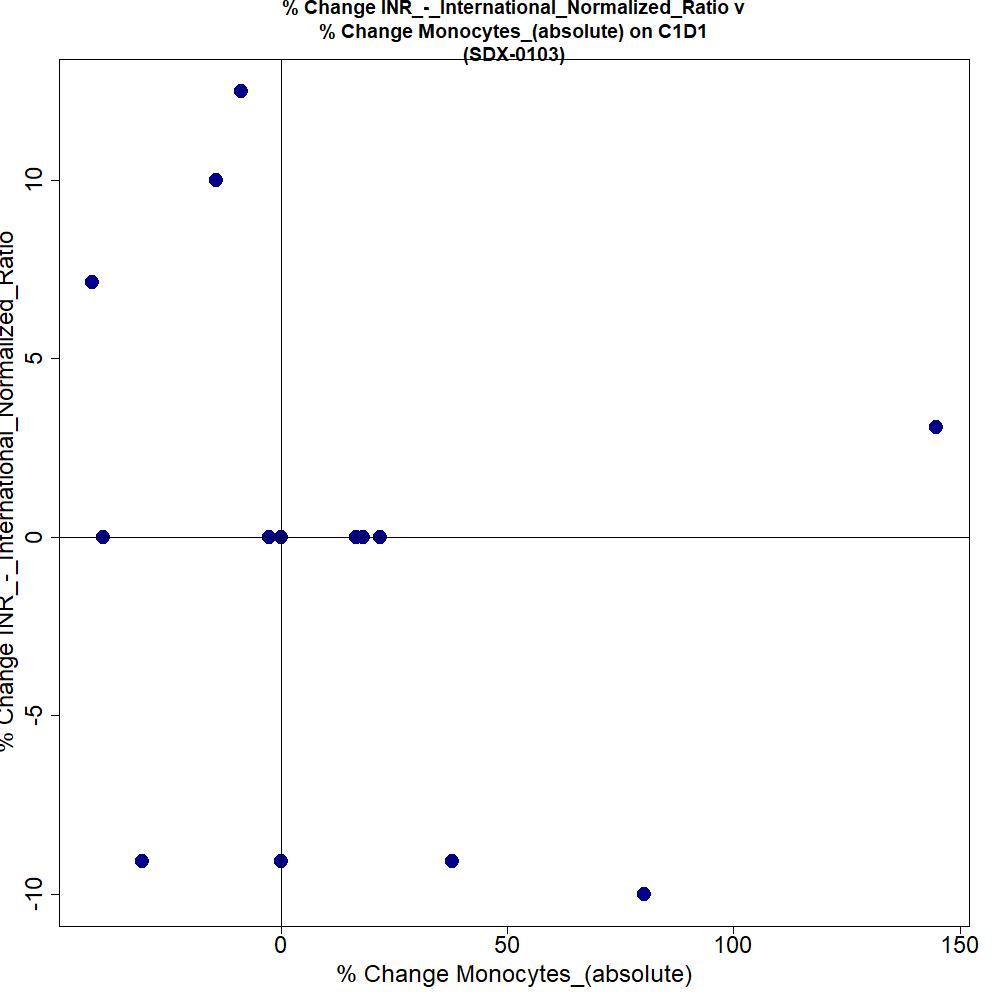 % Change INR_-_International_Normalized_Ratio v
% Change Monocytes_(absolute) on C1D1
(SDX-0103)
% Change INR_-_International_Normalized_Ratio
10
5
0
-5
-10
0
50
100
150
% Change Monocytes_(absolute)